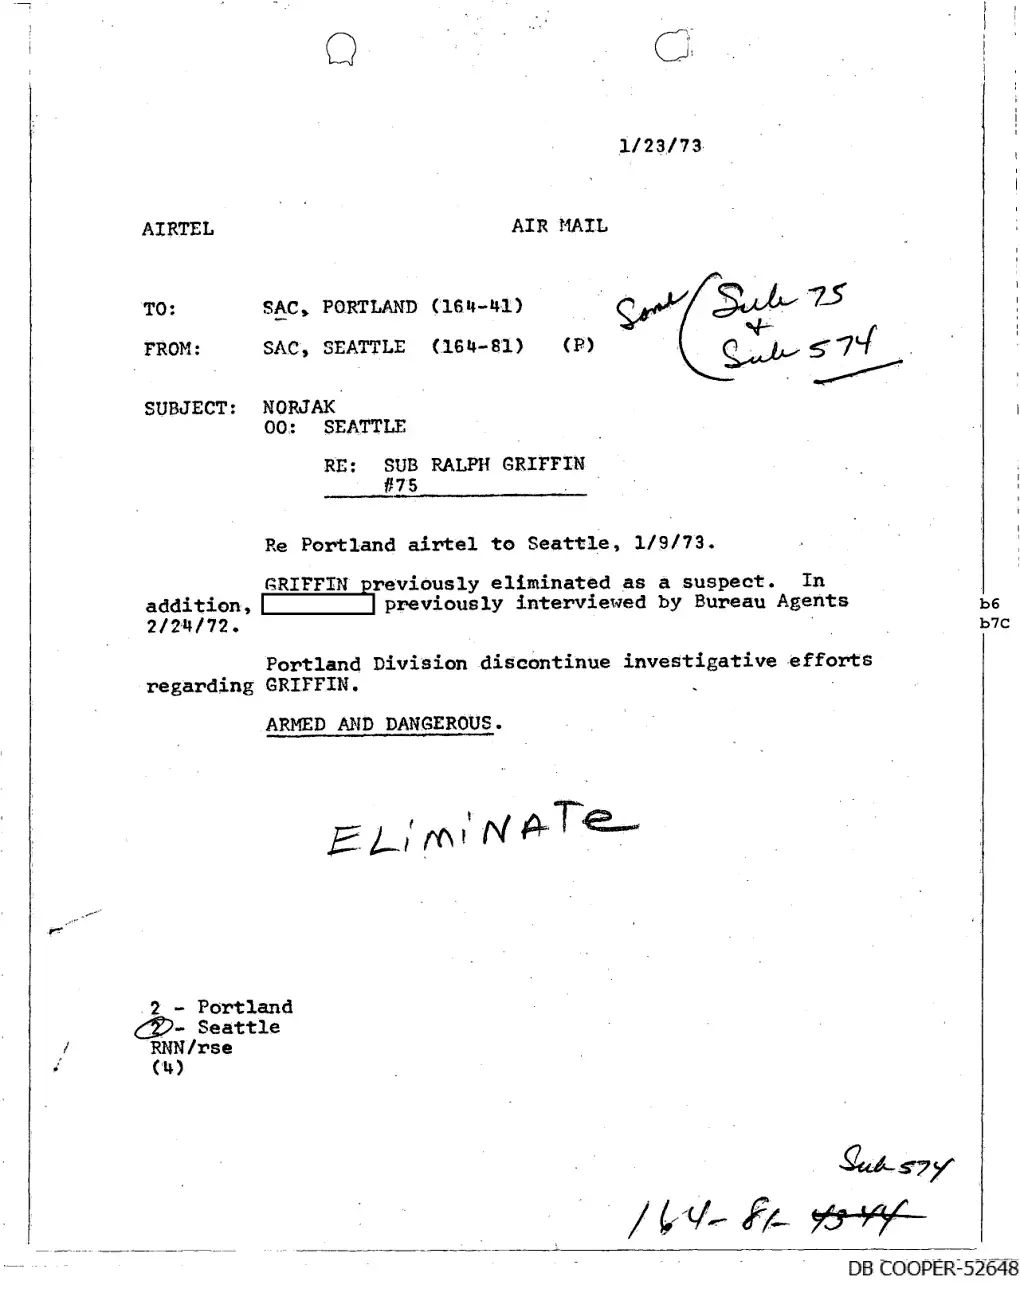 1/23/73
AIRTEL AIR MAIL
TO: SAC, PORTLAND (164-41)
FROM: SAC, SEATTLE (164-81) (P)
Same ( Sub 75
+
Sub 574
SUBJECT: NORJAK
OO: SEATTLE
RE: SUB RALPH GRIFFIN
#75
Re Portland airtel to Seattle, 1/9/73.
GRIFFIN previously eliminated as a suspect. In
addition, previously interviewed by Bureau Agents
2/24/72.
b6
b7C
Portland Division discontinue investigative efforts
regarding GRIFFIN.
ARMED AND DANGEROUS.
ELiMiNATe
2 - Portland
2 - Seattle
RNN/rse
(4)
Sub 574
164-81- 4344
DB COOPER-52648